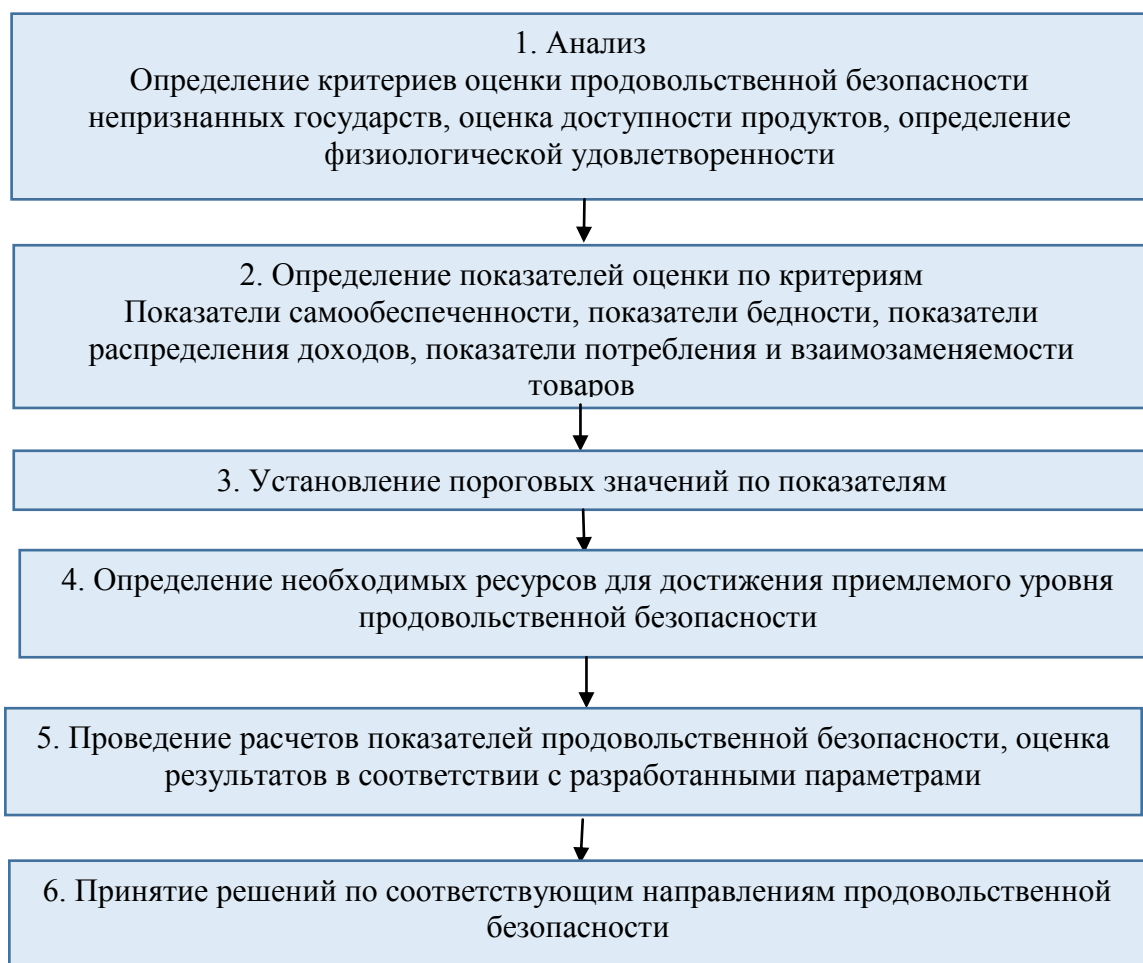 1. Анализ
Определение критериев оценки продовольственной безопасности
непризнанных государств, оценка доступности продуктов, определение
физиологической удовлетворенности
2. Определение показателей оценки по критериям
Показатели самообеспеченности, показатели бедности, показатели
распределения доходов, показатели потребления и взаимозаменяемости
товаров
3. Установление пороговых значений по показателям
4. Определение необходимых ресурсов для достижения приемлемого уровня
продовольственной безопасности
5. Проведение расчетов показателей продовольственной безопасности, оценка
результатов в соответствии с разработанными параметрами
6. Принятие решений по соответствующим направлениям продовольственной
безопасности